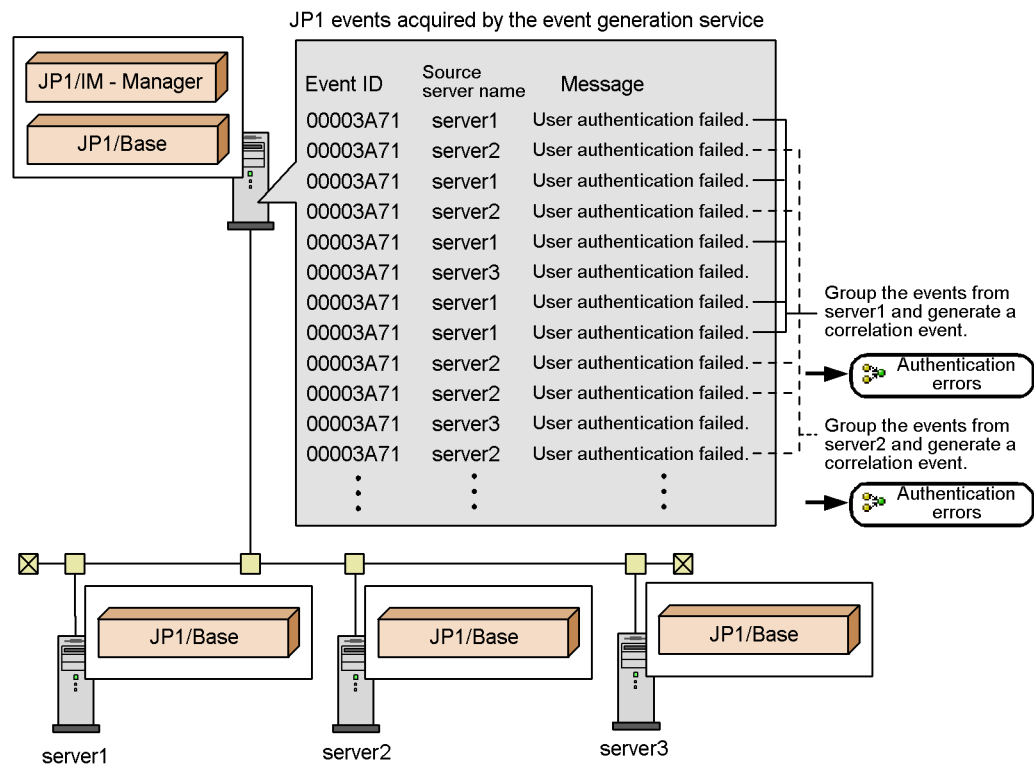 JP1 events acquired by the event generation service
JP1/IM - Manager
JP1/Base
Event ID Source server name Message
00003A71 server1 User authentication failed.
00003A71 server2 User authentication failed.
00003A71 server1 User authentication failed.
00003A71 server2 User authentication failed.
00003A71 server1 User authentication failed.
00003A71 server3 User authentication failed.
00003A71 server1 User authentication failed.
00003A71 server1 User authentication failed.
00003A71 server2 User authentication failed.
00003A71 server2 User authentication failed.
00003A71 server3 User authentication failed.
00003A71 server2 User authentication failed.
Group the events from
server1 and generate a
correlation event.
Authentication
errors
Group the events from
server2 and generate a
correlation event.
Authentication
errors
JP1/Base
JP1/Base
JP1/Base
server1
server2
server3